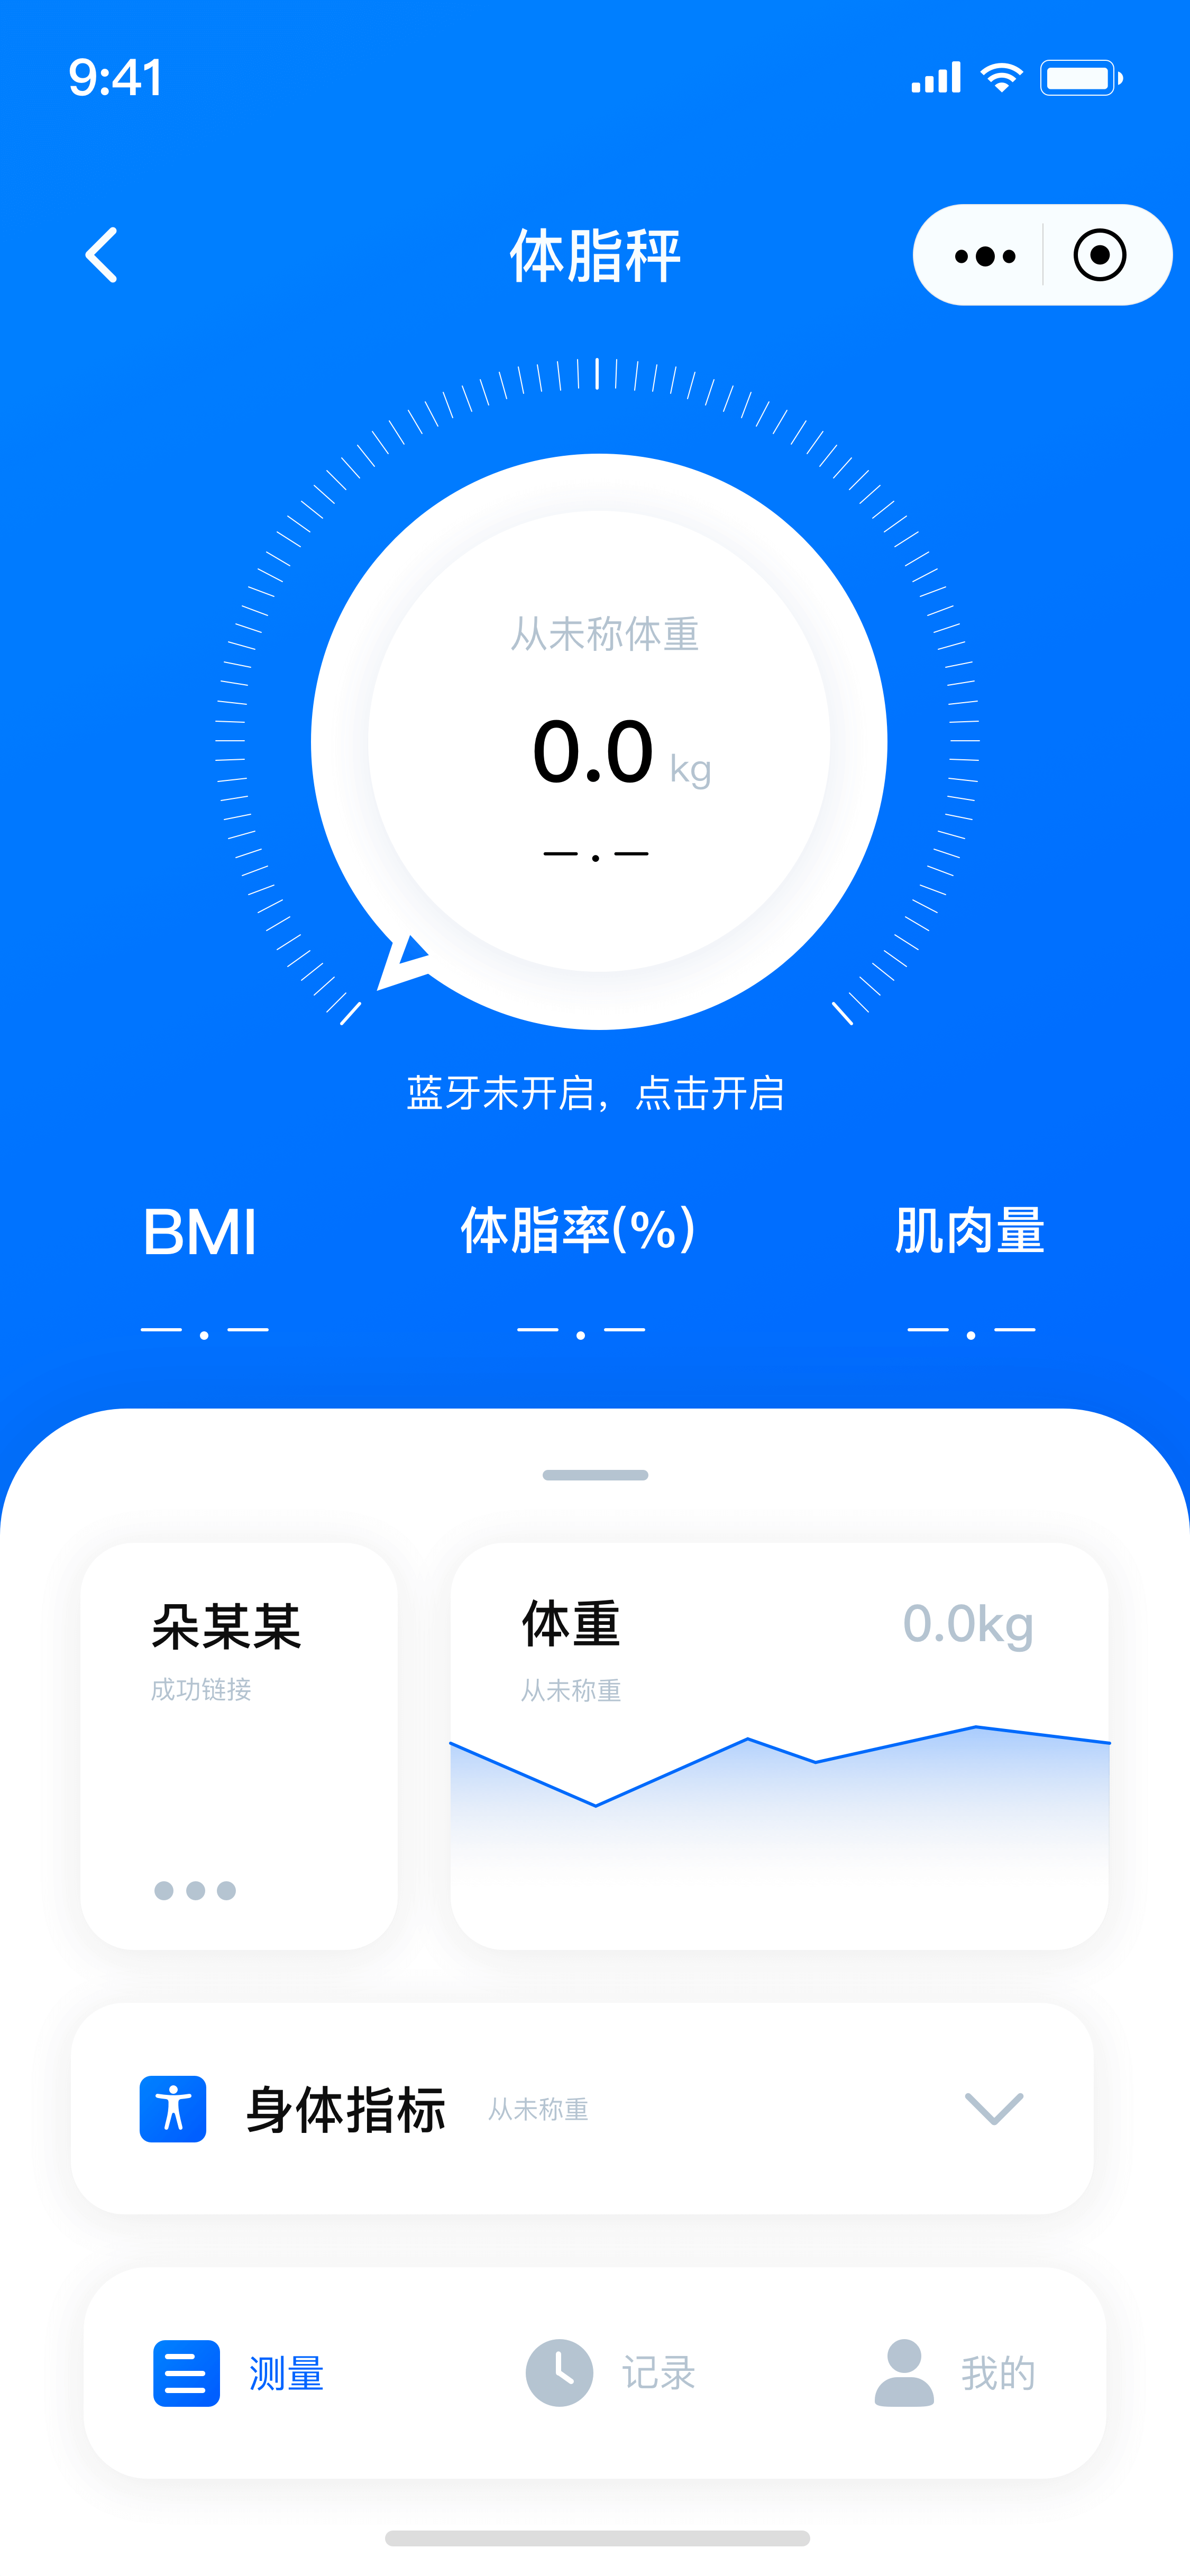 9:41
体脂秤
从未称体重
0.0 kg
– . –
蓝牙未开启，点击开启
BMI 体脂率(%) 肌肉量
– . – – . – – . –
朵某某
成功链接
体重 0.0kg
从未称重
身体指标 从未称重
测量 记录 我的